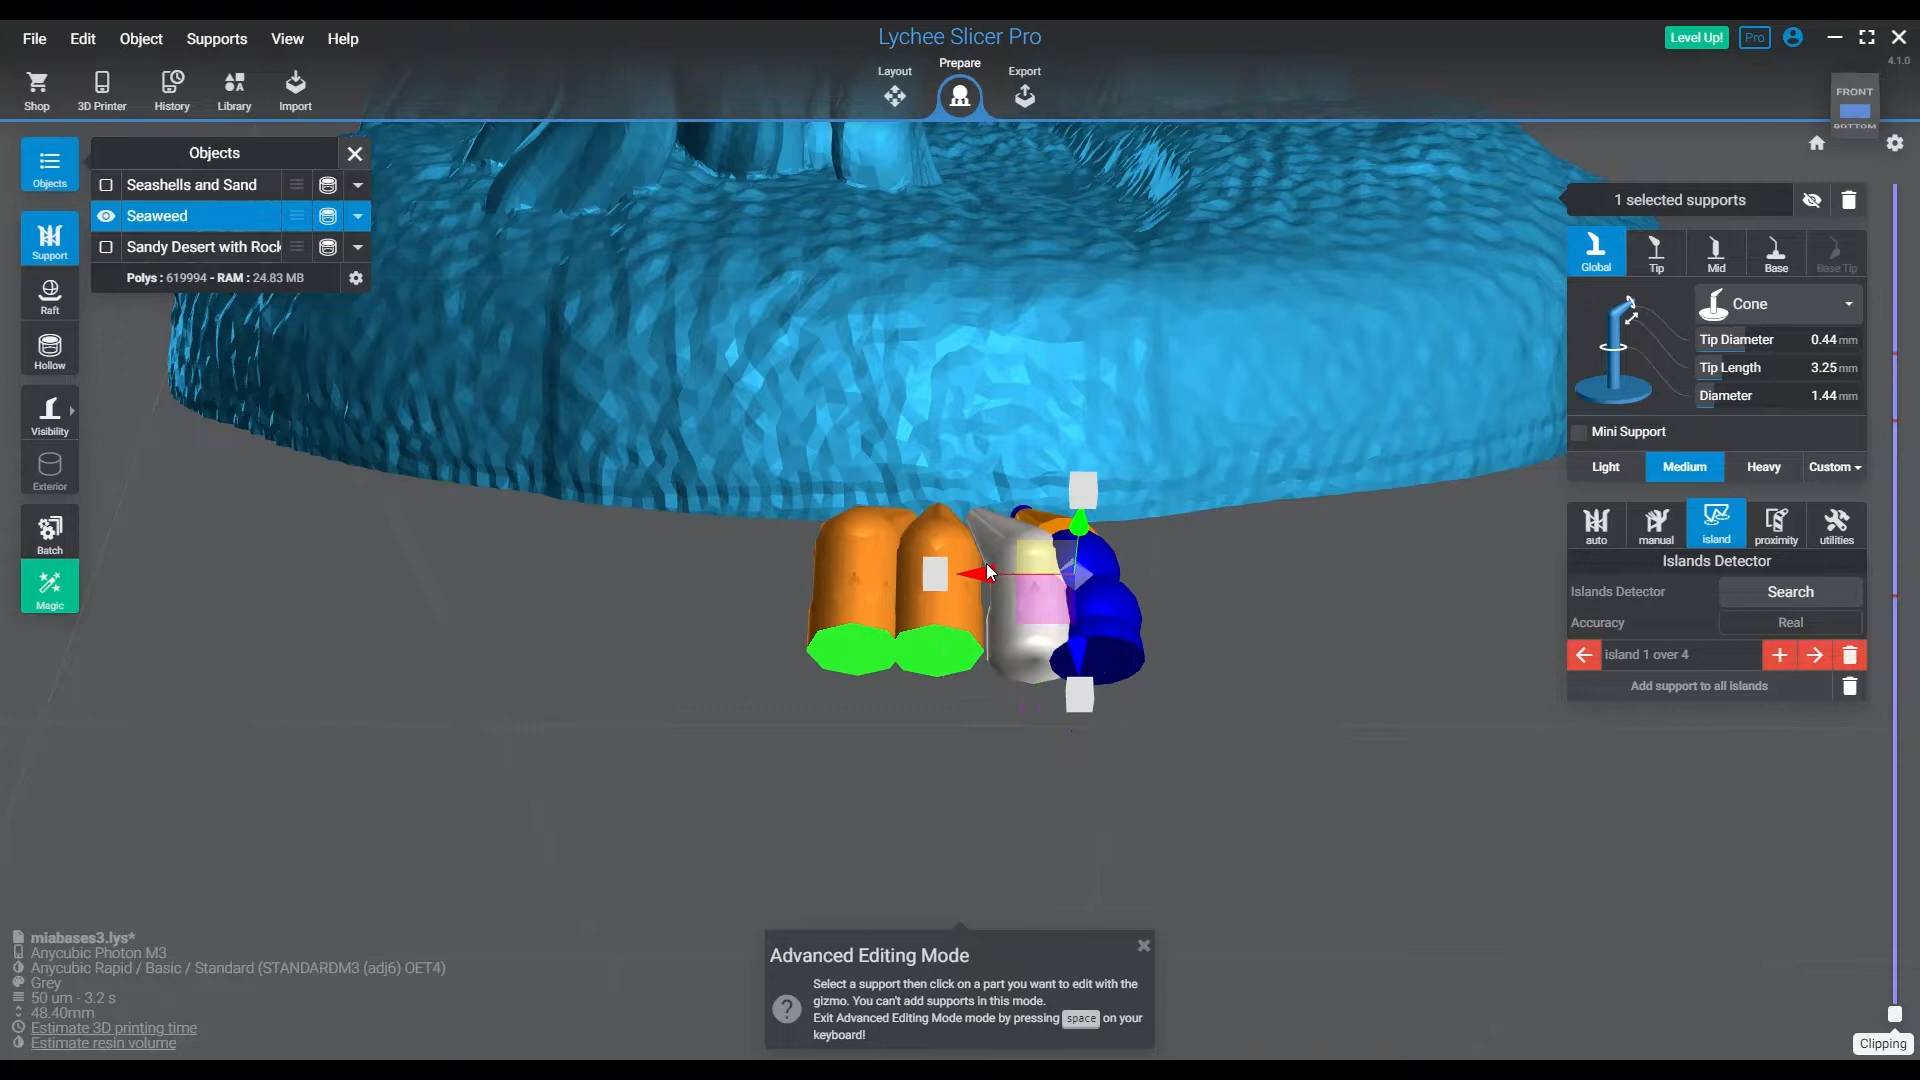 File Edit Object Supports View Help
Lychee Slicer Pro
Level Up! Pro
4.1.0
Shop 3D Printer History Library Import
Layout Prepare Export
FRONT
BOTTOM
Objects
Objects
Seashells and Sand
Seaweed
Sandy Desert with Rock
Polys : 619994 - RAM : 24.83 MB
Support
Raft
Hollow
Visibility
Exterior
Batch
Magic
1 selected supports
Global Tip Mid Base Base Tip
Cone
Tip Diameter 0.44 mm
Tip Length 3.25 mm
Diameter 1.44 mm
Mini Support
Light Medium Heavy Custom
auto manual island proximity utilities
Islands Detector
Islands Detector Search
Accuracy Real
island 1 over 4
Add support to all islands
Clipping
miabases3.lys*
Anycubic Photon M3
Anycubic Rapid / Basic / Standard (STANDARDM3 (adj6) OET4)
Grey
50 um - 3.2 s
48.40mm
Estimate 3D printing time
Estimate resin volume
Advanced Editing Mode
Select a support then click on a part you want to edit with the
gizmo. You can't add supports in this mode.
Exit Advanced Editing Mode mode by pressing space on your
keyboard!